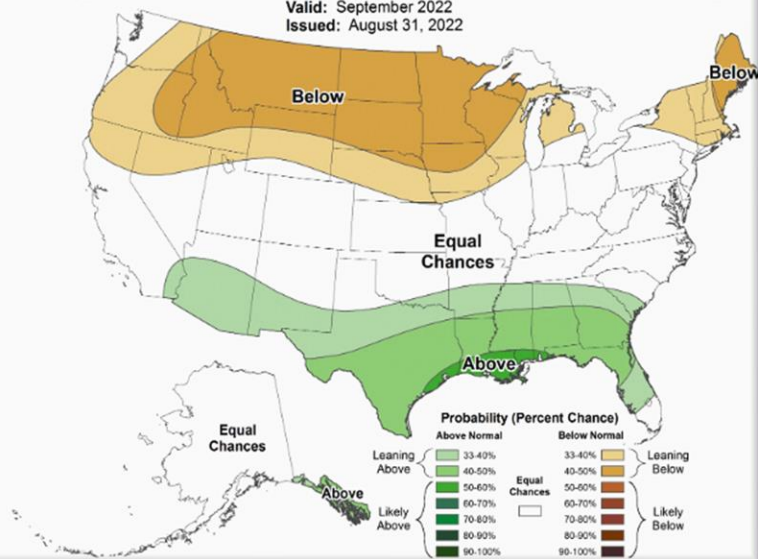 Valid: September 2022
Issued: August 31, 2022
Below
Below
Equal
Chances
Above
Equal
Chances
Above
Probability (Percent Chance)
Above Normal
Below Normal
Leaning
Above
33-40%
40-50%
Likely
Above
50-60%
60-70%
70-80%
80-90%
90-100%
Equal
Chances
33-40%
40-50%
Leaning
Below
50-60%
60-70%
70-80%
80-90%
90-100%
Likely
Below